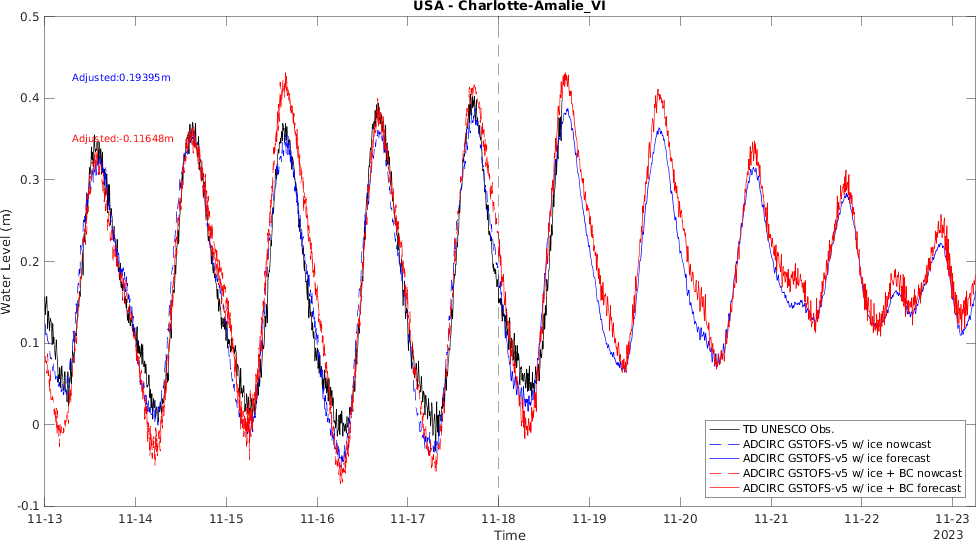 USA - Charlotte-Amalie_VI
0.5
0.4
0.3
0.2
0.1
0
-0.1
Water Level (m)
Adjusted:0.19395m
Adjusted:-0.11648m
TD UNESCO Obs.
ADCIRC GSTOFS-v5 w/ ice nowcast
ADCIRC GSTOFS-v5 w/ ice forecast
ADCIRC GSTOFS-v5 w/ice + BC nowcast
ADCIRC GSTOFS-v5 w/ice + BC forecast
11-13 11-14 11-15 11-16 11-17 11-18 11-19 11-20 11-21 11-22 11-23
Time
2023